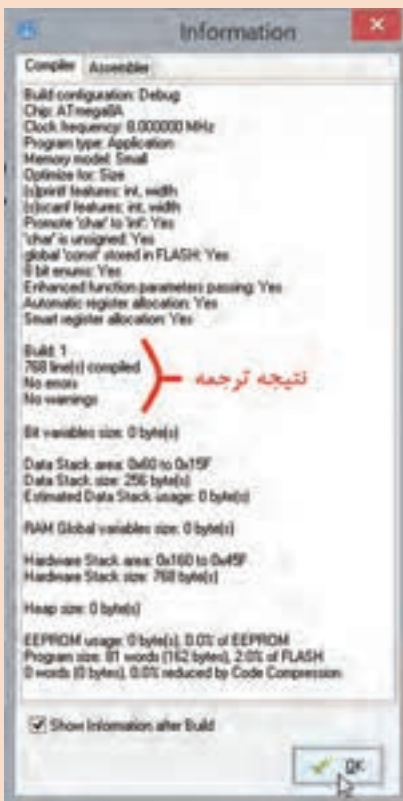 Information
Compiler Assembler
Build configuration: Debug
Chip: ATmega8A
Clock frequency: 8.000000 MHz
Program type: Application
Memory model: Small
Optimize for: Size
(s)printf features: int, width
(s)scanf features: int, width
Promote 'char' to 'int': Yes
'char' is unsigned: Yes
global 'const' stored in FLASH: Yes
8 bit enums: Yes
Enhanced function parameters passing: Yes
Automatic register allocation: Yes
Smart register allocation: Yes
Build: 1
768 line(s) compiled
No errors
No warnings
نتیجه ترجمه
Bit variables size: 0 byte(s)
Data Stack area: 0x60 to 0x15F
Data Stack size: 256 byte(s)
Estimated Data Stack usage: 0 byte(s)
RAM Global variables size: 0 byte(s)
Hardware Stack area: 0x160 to 0x45F
Hardware Stack size: 768 byte(s)
Heap size: 0 byte(s)
EEPROM usage: 0 byte(s), 0.0% of EEPROM
Program size: 81 words (162 bytes), 2.0% of FLASH
0 words (0 bytes), 0.0% reduced by Code Compression
Show Information after Build
OK